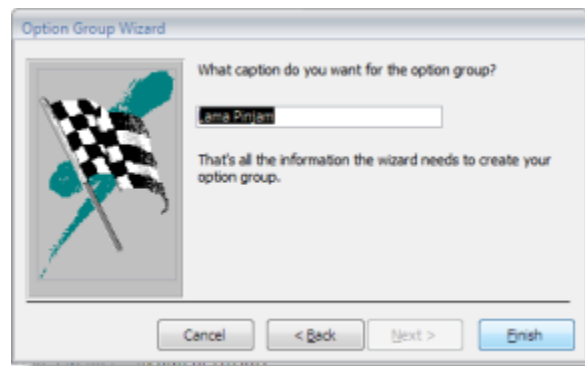 Option Group Wizard
What caption do you want for the option group?
Lama Pinjam
That's all the information the wizard needs to create your
option group.
Cancel
< Back
Next >
Finish